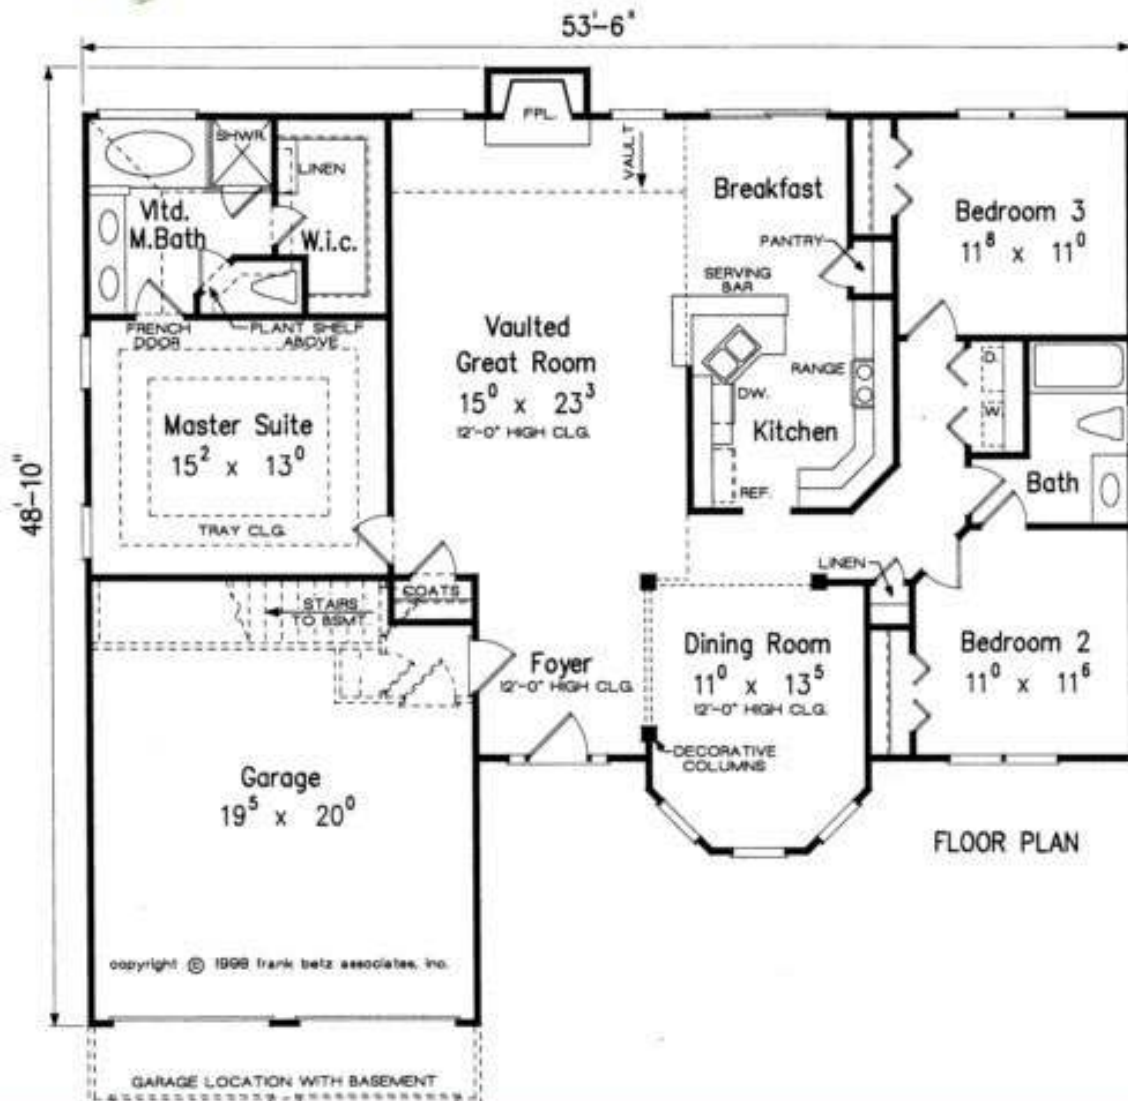 53'-6"
48'-10"
FPL.
SHWR.
LINEN
VAULT
Vltd.
M.Bath
W.i.c.
Breakfast
Bedroom 3
11⁸ x 11⁰
PANTRY
SERVING
BAR
FRENCH
DOOR
PLANT SHELF
ABOVE
Vaulted
Great Room
15⁰ x 23³
12'-0" HIGH CLG.
RANGE
D.
W.
DW.
Kitchen
Master Suite
15² x 13⁰
TRAY CLG.
REF.
Bath
LINEN
COATS
STAIRS
TO BSMT.
Foyer
12'-0" HIGH CLG.
Dining Room
11⁰ x 13⁵
12'-0" HIGH CLG.
Bedroom 2
11⁰ x 11⁶
DECORATIVE
COLUMNS
Garage
19⁵ x 20⁰
FLOOR PLAN
copyright © 1998 frank betz associates, inc.
GARAGE LOCATION WITH BASEMENT